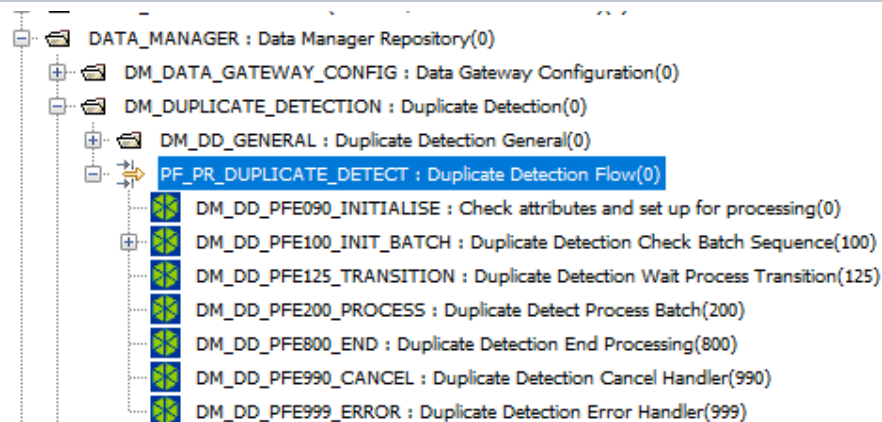 DATA_MANAGER : Data Manager Repository(0)
DM_DATA_GATEWAY_CONFIG : Data Gateway Configuration(0)
DM_DUPLICATE_DETECTION : Duplicate Detection(0)
DM_DD_GENERAL : Duplicate Detection General(0)
PF_PR_DUPLICATE_DETECT : Duplicate Detection Flow(0)
DM_DD_PFE090_INITIALISE : Check attributes and set up for processing(0)
DM_DD_PFE100_INIT_BATCH : Duplicate Detection Check Batch Sequence(100)
DM_DD_PFE125_TRANSITION : Duplicate Detection Wait Process Transition(125)
DM_DD_PFE200_PROCESS : Duplicate Detect Process Batch(200)
DM_DD_PFE800_END : Duplicate Detection End Processing(800)
DM_DD_PFE990_CANCEL : Duplicate Detection Cancel Handler(990)
DM_DD_PFE999_ERROR : Duplicate Detection Error Handler(999)